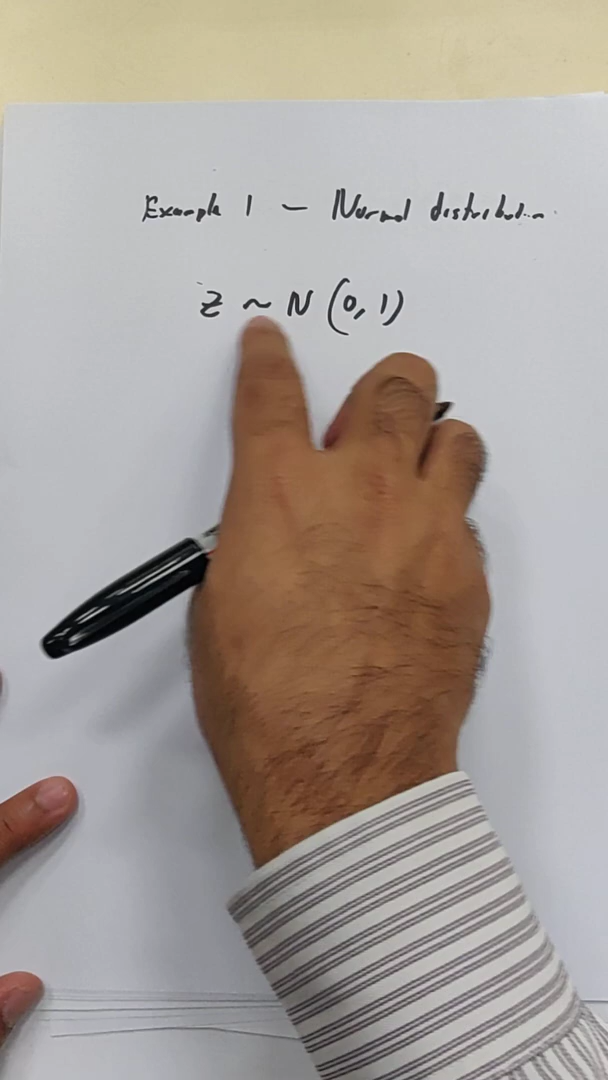 Example 1 – Normal distribution
Z ~ N (0, 1)